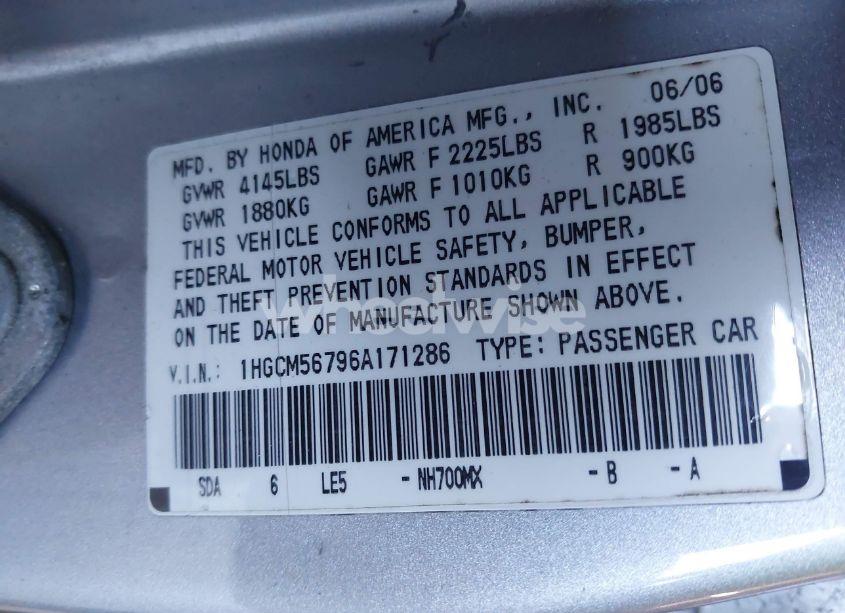 MFD. BY HONDA OF AMERICA MFG., INC. 06/06
GVWR 4145LBS GAWR F 2225LBS R 1985LBS
GVWR 1880KG GAWR F 1010KG R 900KG
THIS VEHICLE CONFORMS TO ALL APPLICABLE
FEDERAL MOTOR VEHICLE SAFETY, BUMPER,
AND THEFT PREVENTION STANDARDS IN EFFECT
ON THE DATE OF MANUFACTURE SHOWN ABOVE.
wheelwise
V.I.N.: 1HGCM56796A171286 TYPE: PASSENGER CAR
SDA 6 LE5 -NH700MX -B -A